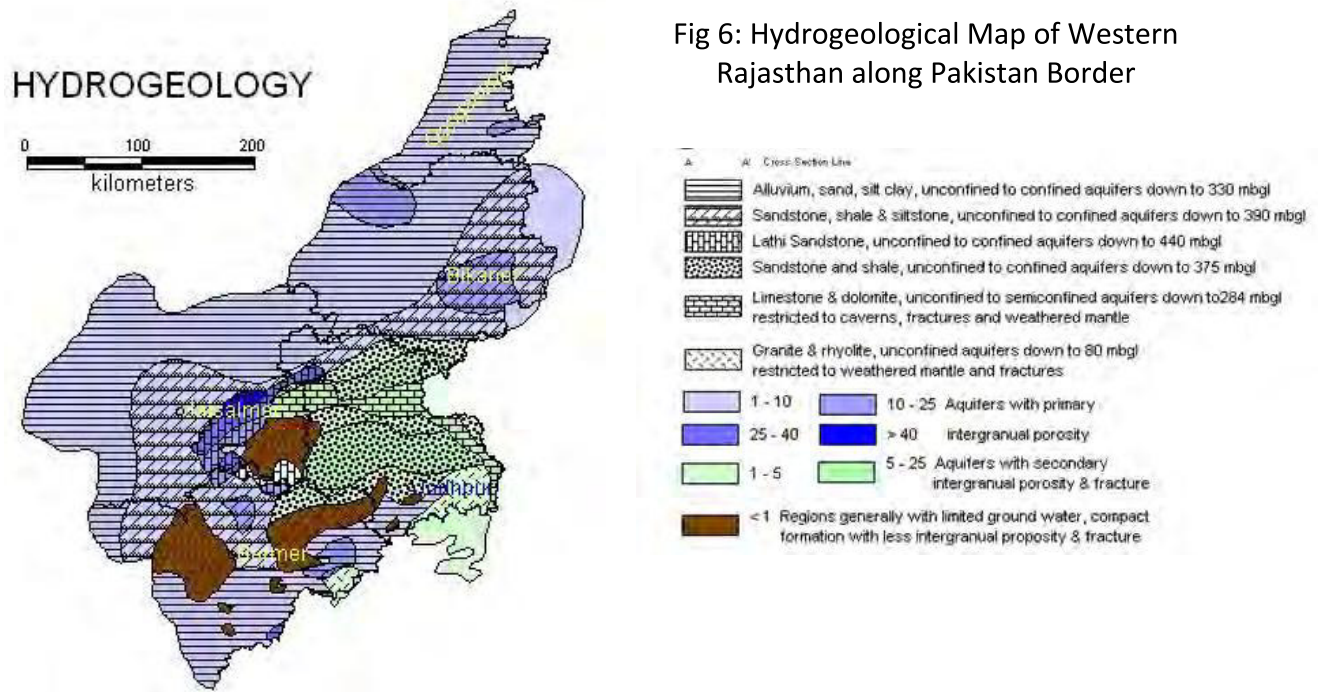 HYDROGEOLOGY
0 100 200
kilometers
Fig 6: Hydrogeological Map of Western
Rajasthan along Pakistan Border
Bikaner
Jaisalmer
Jodhpur
Barmer
A A' Cross Section Line
Alluvium, sand, silt clay, unconfined to confined aquifers down to 330 mbgl
Sandstone, shale & siltstone, unconfined to confined aquifers down to 390 mbgl
Lathi Sandstone, unconfined to confined aquifers down to 440 mbgl
Sandstone and shale, unconfined to confined aquifers down to 375 mbgl
Limestone & dolomite, unconfined to semiconfined aquifers down to284 mbgl
restricted to caverns, fractures and weathered mantle
Granite & rhyolite, unconfined aquifers down to 80 mbgl
restricted to weathered mantle and fractures
1 - 10 10 - 25 Aquifers with primary
25 - 40 > 40 intergranual porosity
1 - 5 5 - 25 Aquifers with secondary
intergranual porosity & fracture
< 1 Regions generally with limited ground water, compact
formation with less intergranual proposity & fracture